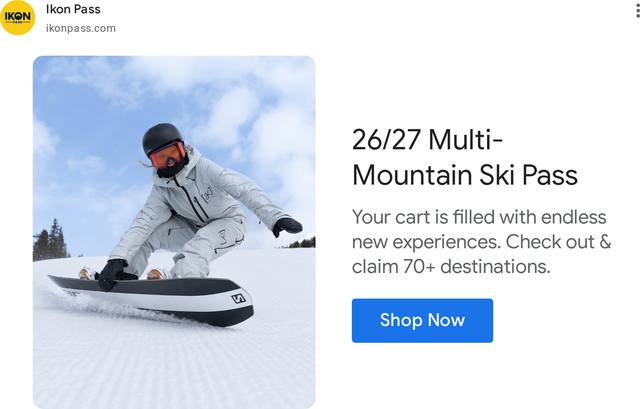 IKON
PASS
Ikon Pass
ikonpass.com
26/27 Multi-
Mountain Ski Pass
Your cart is filled with endless
new experiences. Check out &
claim 70+ destinations.
Shop Now